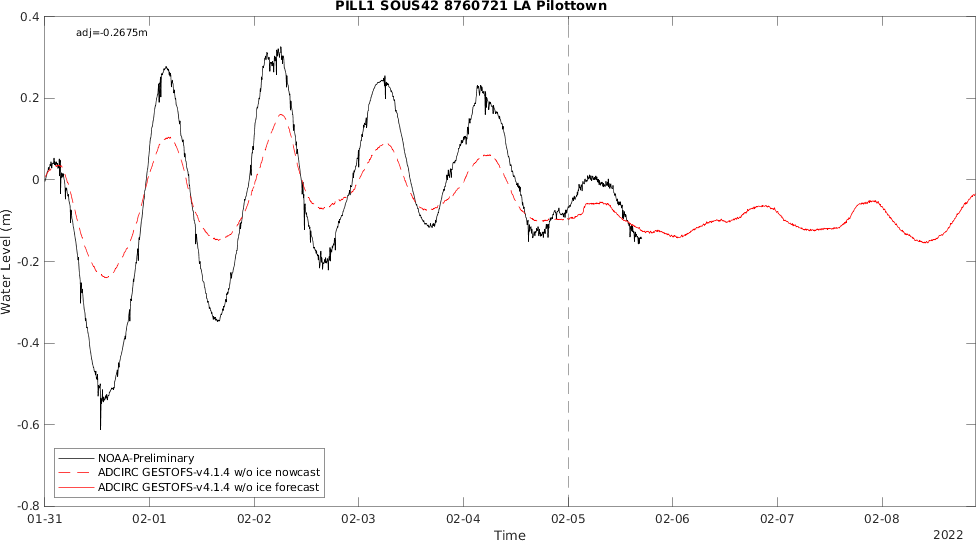 PILL1 SOUS42 8760721 LA Pilottown
adj=-0.2675m
0.4
0.2
0
-0.2
-0.4
-0.6
-0.8
Water Level (m)
NOAA-Preliminary
ADCIRC GESTOFS-v4.1.4 w/o ice nowcast
ADCIRC GESTOFS-v4.1.4 w/o ice forecast
01-31 02-01 02-02 02-03 02-04 02-05 02-06 02-07 02-08
Time
2022